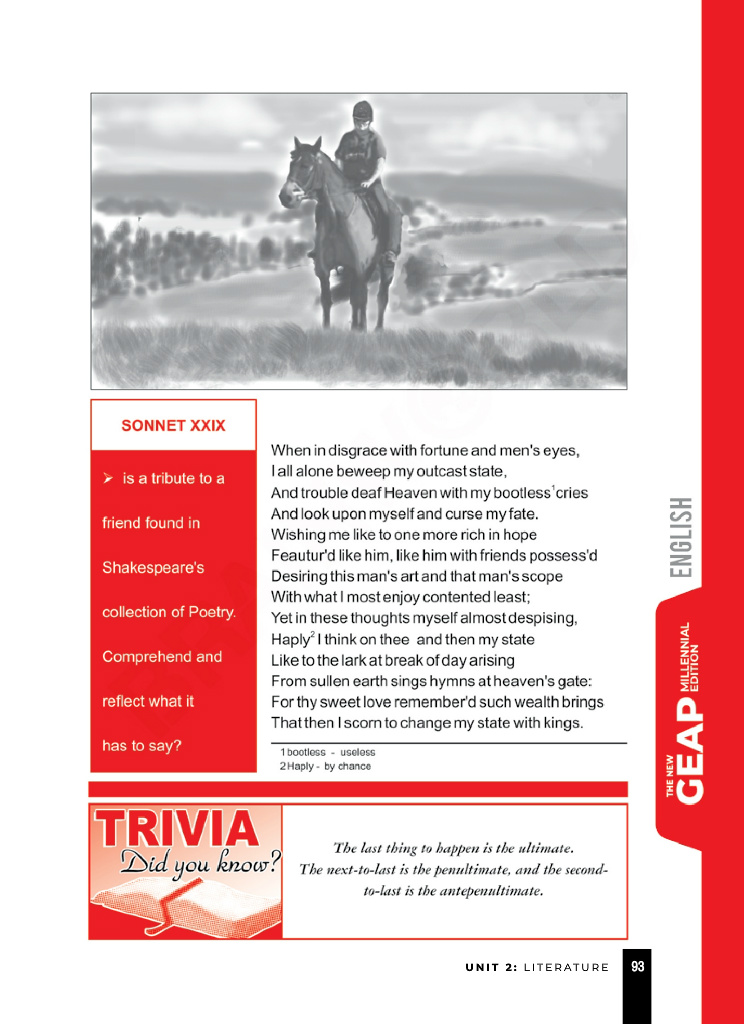 SONNET XXIX
➢ is a tribute to a
friend found in
Shakespeare's
collection of Poetry.
Comprehend and
reflect what it
has to say?
When in disgrace with fortune and men's eyes,
I all alone beweep my outcast state,
And trouble deaf Heaven with my bootless¹cries
And look upon myself and curse my fate.
Wishing me like to one more rich in hope
Feautur'd like him, like him with friends possess'd
Desiring this man's art and that man's scope
With what I most enjoy contented least;
Yet in these thoughts myself almost despising,
Haply² I think on thee and then my state
Like to the lark at break of day arising
From sullen earth sings hymns at heaven's gate:
For thy sweet love remember'd such wealth brings
That then I scorn to change my state with kings.
1 bootless - useless
2 Haply - by chance
TRIVIA
Did you know?
The last thing to happen is the ultimate.
The next-to-last is the penultimate, and the second-
to-last is the antepenultimate.
ENGLISH
THE NEW
GEAP
MILLENNIAL
EDITION
UNIT 2: LITERATURE
93